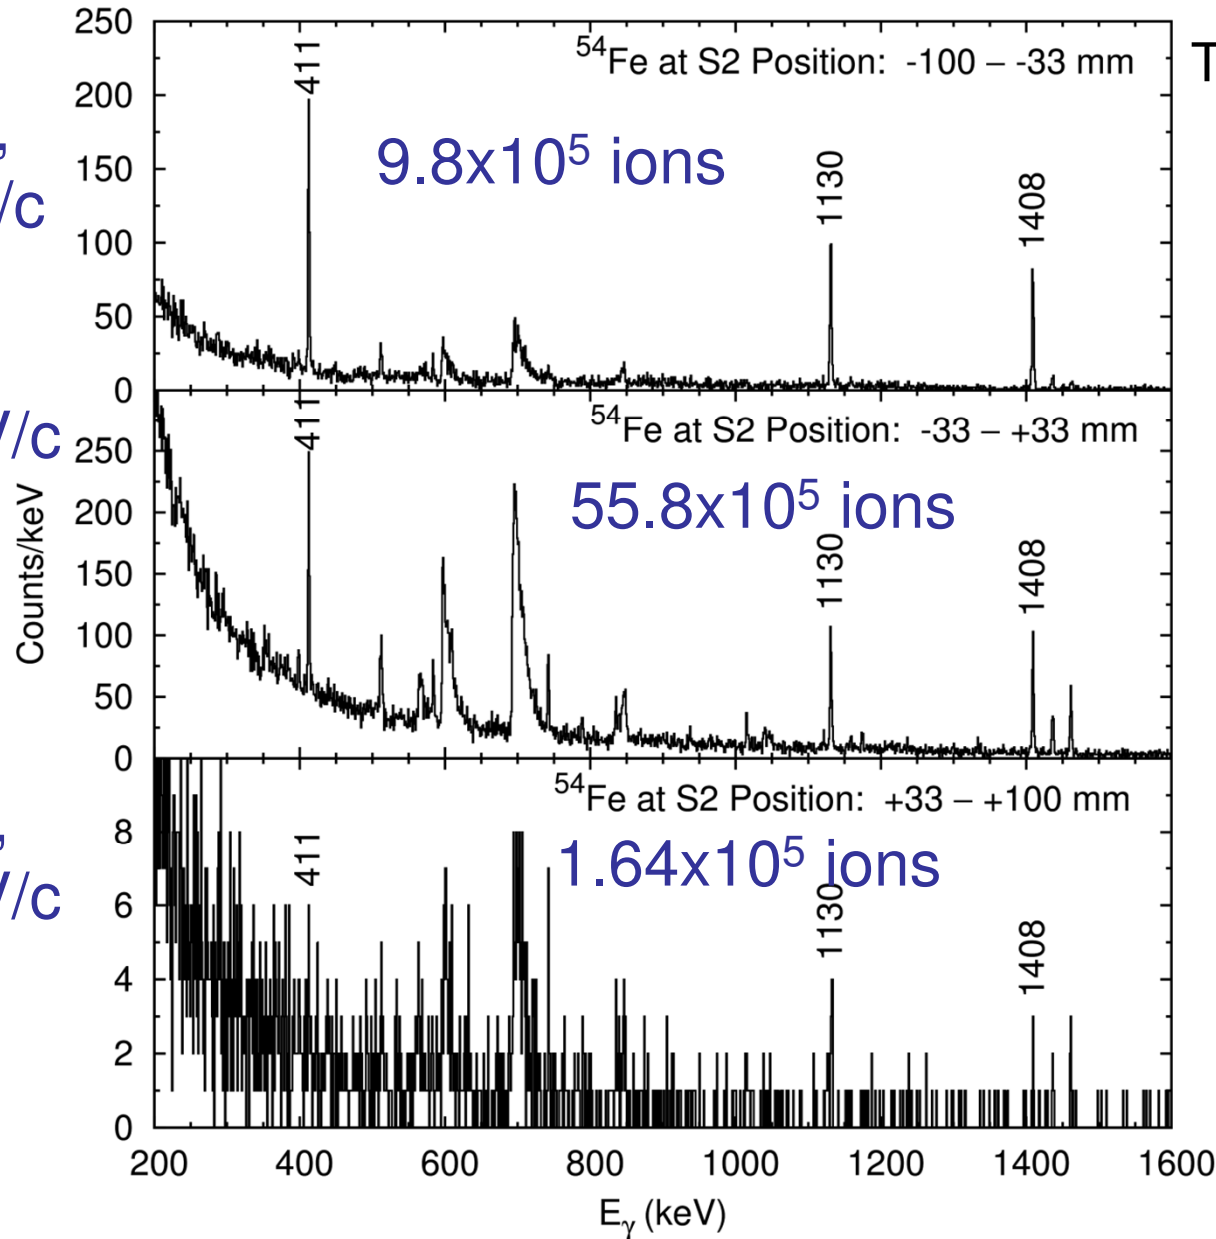 250
200
150
100
50
0
411
⁵⁴Fe at S2 Position: -100 – -33 mm
T
,
/c
9.8x10⁵ ions
1130
1408
V/c
250
200
150
100
50
0
411
⁵⁴Fe at S2 Position: -33 – +33 mm
55.8x10⁵ ions
1130
1408
Counts/keV
,
V/c
8
6
4
2
0
411
⁵⁴Fe at S2 Position: +33 – +100 mm
1.64x10⁵ ions
1130
1408
200 400 600 800 1000 1200 1400 1600
Eγ (keV)